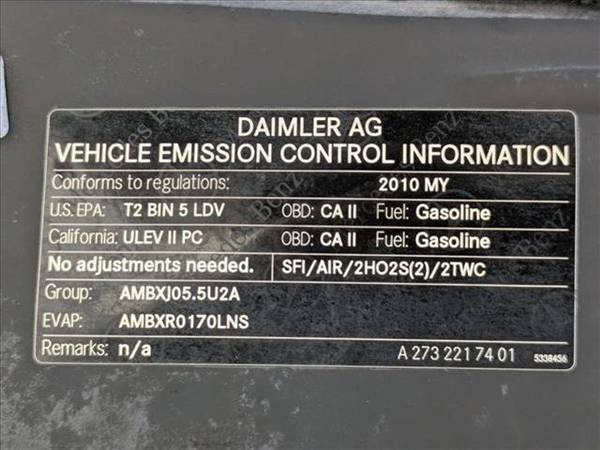 DAIMLER AG
VEHICLE EMISSION CONTROL INFORMATION
Conforms to regulations: 2010 MY
U.S. EPA: T2 BIN 5 LDV OBD: CA II Fuel: Gasoline
California: ULEV II PC OBD: CA II Fuel: Gasoline
No adjustments needed. SFI/AIR/2HO2S(2)/2TWC
Group: AMBXJ05.5U2A
EVAP: AMBXR0170LNS
Remarks: n/a A 273 221 74 01 5338456